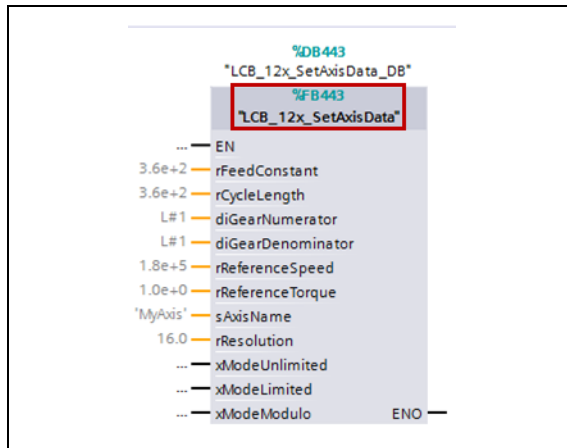 %DB443
"LCB_12x_SetAxisData_DB"
%FB443
"LCB_12x_SetAxisData"
... EN
3.6e+2 rFeedConstant
3.6e+2 rCycleLength
L#1 diGearNumerator
L#1 diGearDenominator
1.8e+5 rReferenceSpeed
1.0e+0 rReferenceTorque
'MyAxis' sAxisName
16.0 rResolution
... xModeUnlimited
... xModeLimited
... xModeModulo ENO